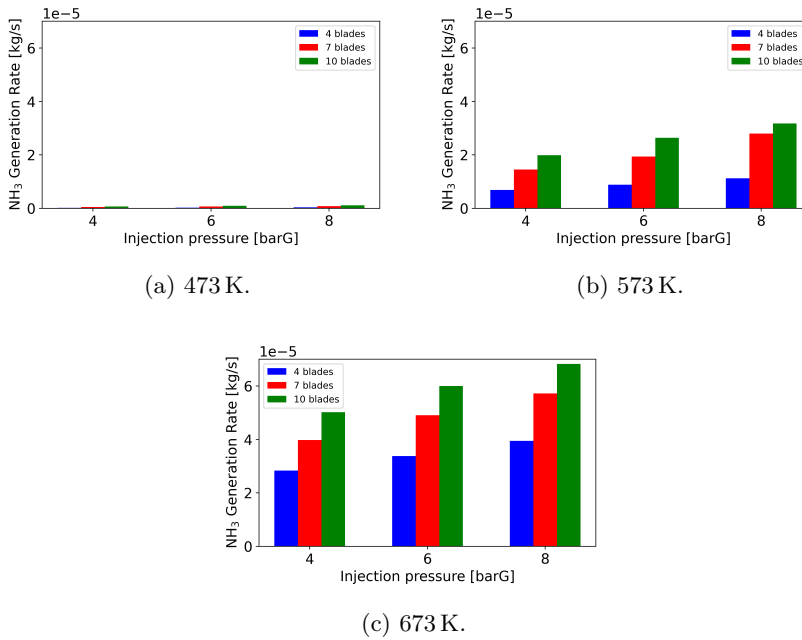 1e−5
NH₃ Generation Rate [kg/s]
6
4
2
0
4 blades
7 blades
10 blades
4 6 8
Injection pressure [barG]
(a) 473 K.
1e−5
NH₃ Generation Rate [kg/s]
6
4
2
0
4 blades
7 blades
10 blades
4 6 8
Injection pressure [barG]
(b) 573 K.
1e−5
NH₃ Generation Rate [kg/s]
6
4
2
0
4 blades
7 blades
10 blades
4 6 8
Injection pressure [barG]
(c) 673 K.